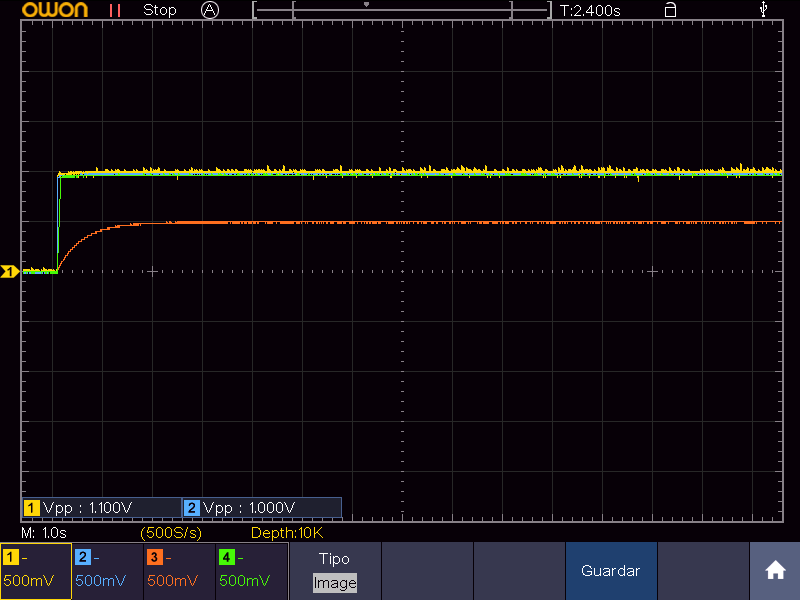 owon Stop A T:2.400s
1
1 Vpp : 1.100V 2 Vpp : 1.000V
M: 1.0s (500S/s) Depth:10K
1 - 2 - 3 - 4 - Tipo
500mV 500mV 500mV 500mV Image
Guardar